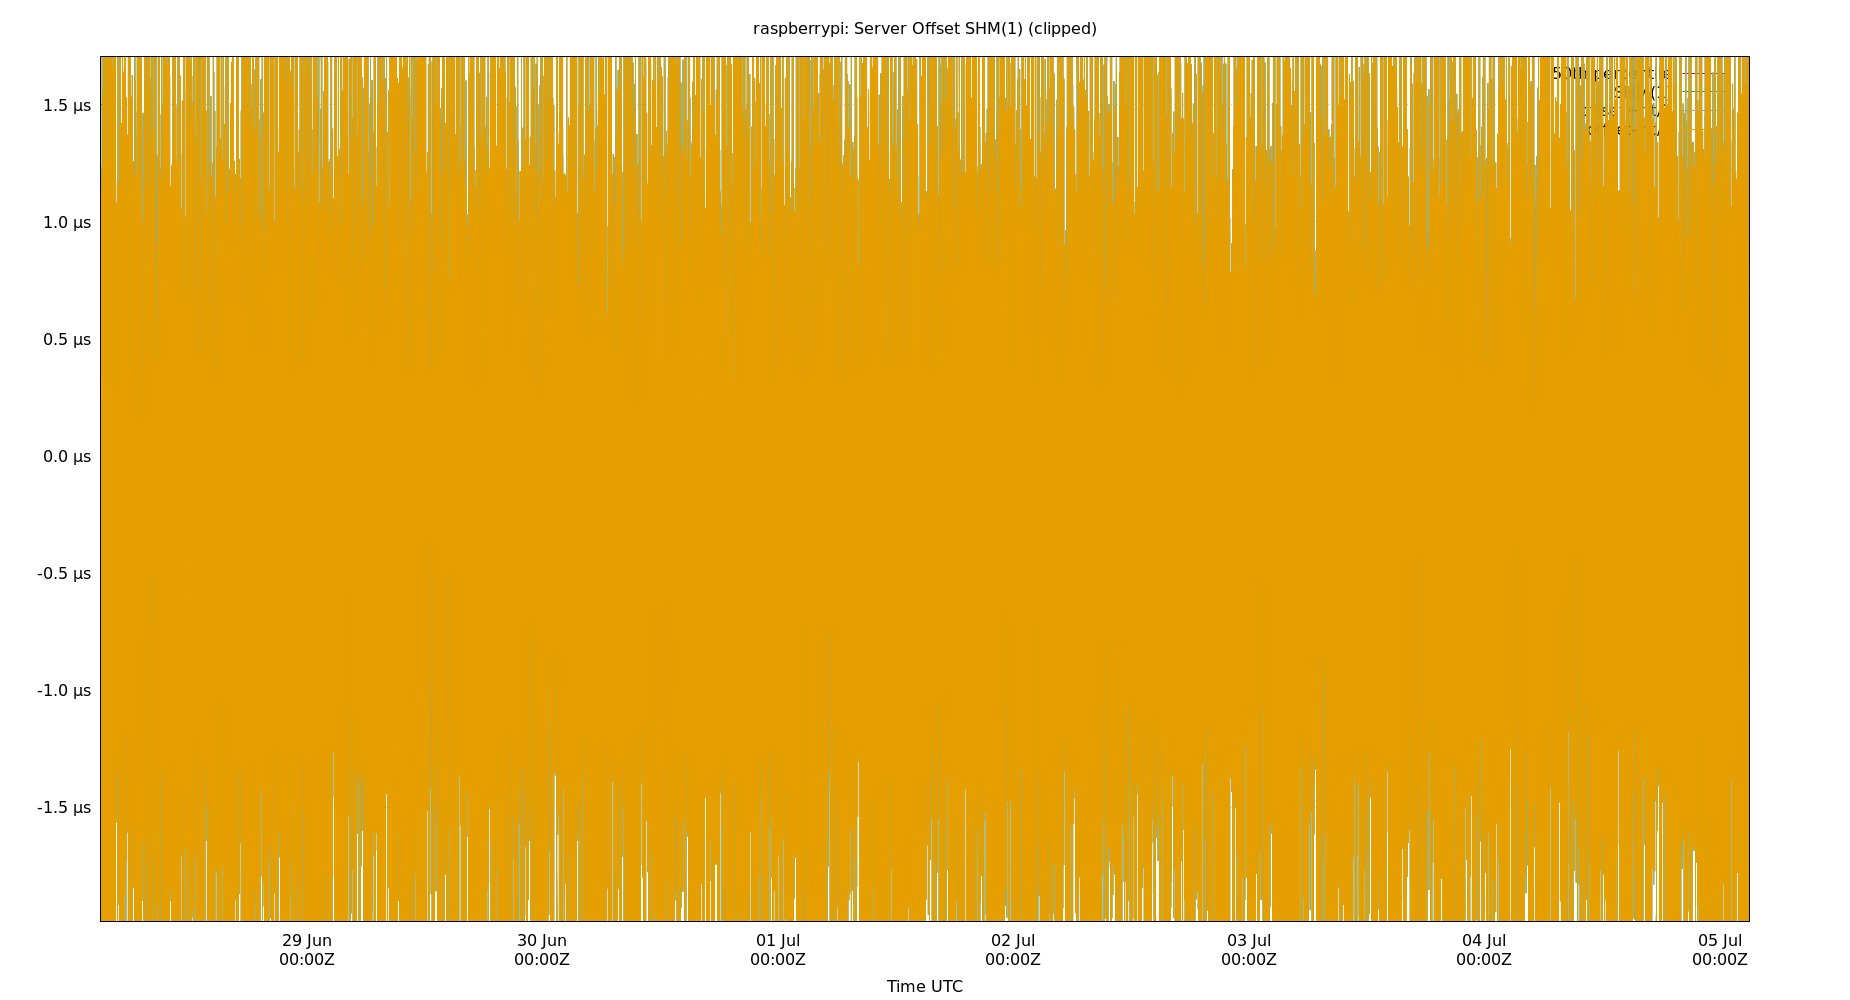 raspberrypi: Server Offset SHM(1) (clipped)
1.5 µs
1.0 µs
0.5 µs
0.0 µs
-0.5 µs
-1.0 µs
-1.5 µs
29 Jun
00:00Z
30 Jun
00:00Z
01 Jul
00:00Z
02 Jul
00:00Z
03 Jul
00:00Z
04 Jul
00:00Z
05 Jul
00:00Z
Time UTC